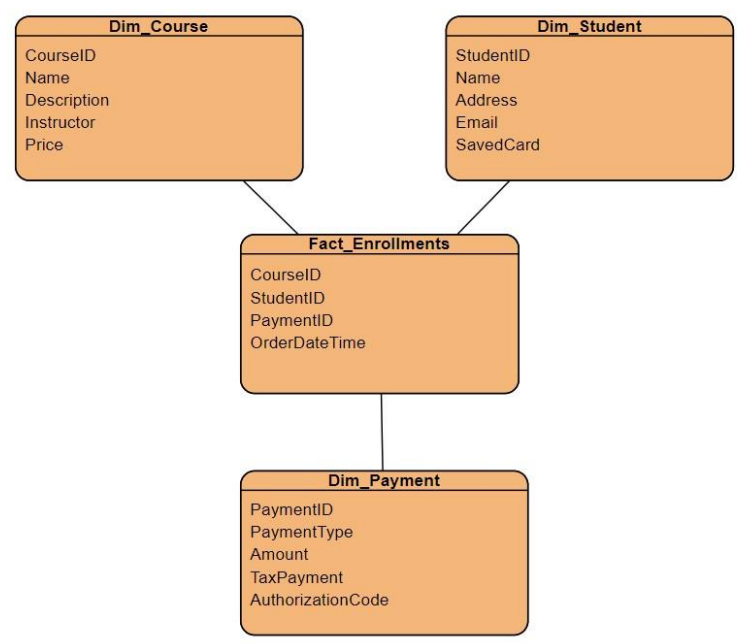 Dim_Course
CourseID
Name
Description
Instructor
Price
Dim_Student
StudentID
Name
Address
Email
SavedCard
Fact_Enrollments
CourseID
StudentID
PaymentID
OrderDateTime
Dim_Payment
PaymentID
PaymentType
Amount
TaxPayment
AuthorizationCode